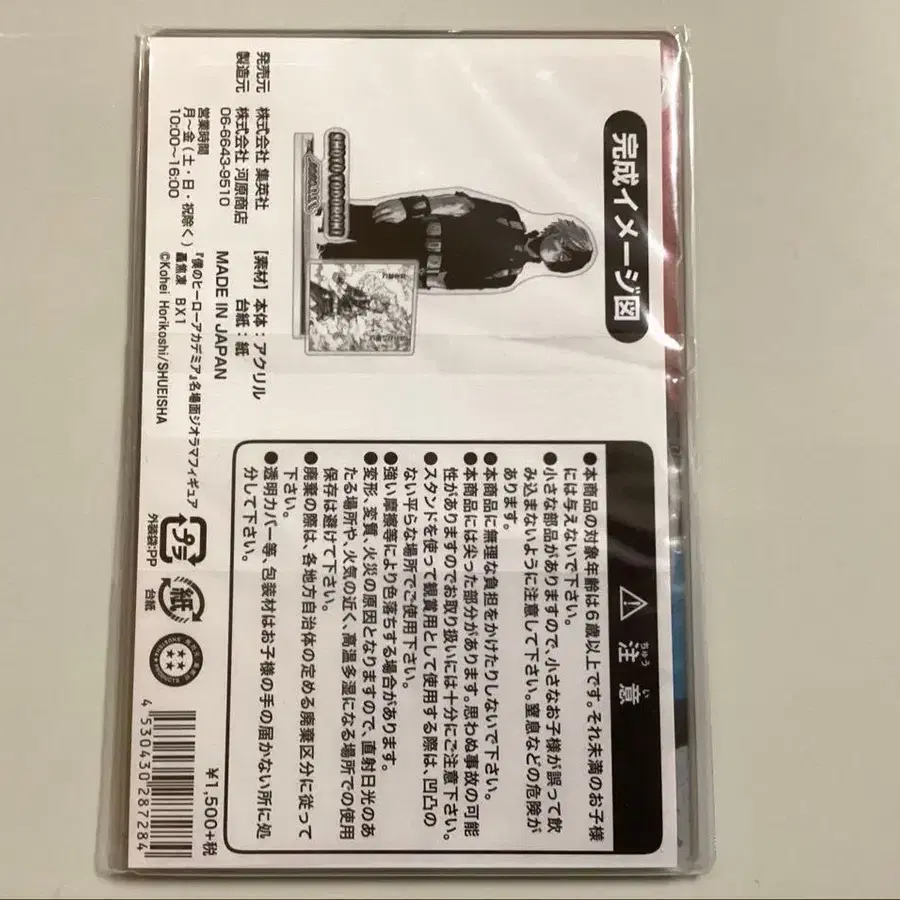 完成イメージ図
SHOTO TODOROKI
発売元 株式会社 集英社
製造元 株式会社 河原商店
06-6643-9510
営業時間
月~金(土・日・祝除く)
10:00~16:00
【素材】本体:アクリル
台紙:紙
MADE IN JAPAN
『僕のヒーローアカデミア』名場面ジオラマフィギュア
轟焦凍 BX1
©Kohei Horikoshi/SHUEISHA
注意
ちゅうい
●本商品の対象年齢は6歳以上です。それ未満のお子様
には与えないで下さい。
●小さな部品がありますので、小さなお子様が誤って飲
み込まないように注意して下さい。窒息などの危険が
あります。
●本商品に無理な負担をかけたりしないで下さい。
●本商品には尖った部分があります。思わぬ事故の可能
性がありますのでお取り扱いには十分にご注意下さい。
●スタンドを使って観賞用として使用する際は、凹凸の
ない平らな場所でご使用下さい。
●強い摩擦等により色落ちする場合があります。
●変形、変質、火災の原因となりますので、直射日光のあ
たる場所や、火気の近く、高温多湿になる場所での使用
保存は避けて下さい。
●廃棄の際は、各地方自治体の定める廃棄区分に従って
下さい。
●透明カバー等、包装材はお子様の手の届かない所に処
分して下さい。
プラ
外装袋:PP
紙
台紙
¥1,500+税
4 530430 287284